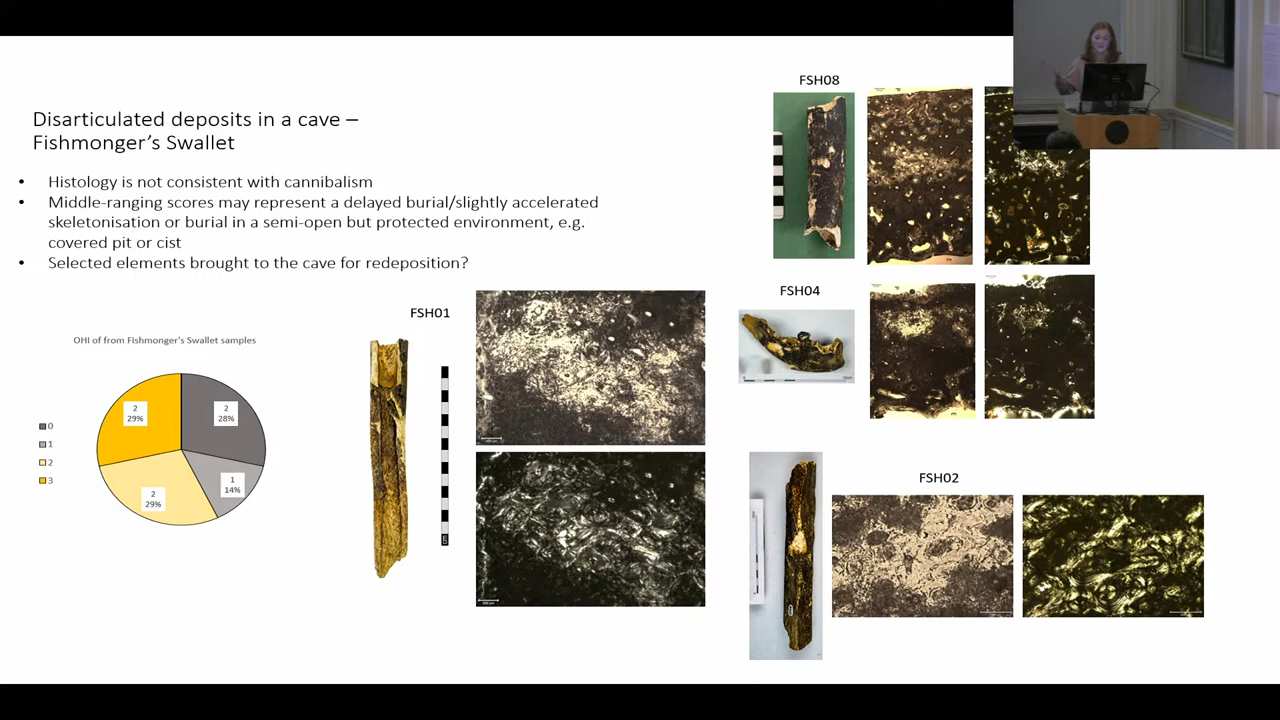 Disarticulated deposits in a cave –
Fishmonger's Swallet
• Histology is not consistent with cannibalism
• Middle-ranging scores may represent a delayed burial/slightly accelerated
skeletonisation or burial in a semi-open but protected environment, e.g.
covered pit or cist
• Selected elements brought to the cave for redeposition?
OHI of from Fishmonger's Swallet samples
2
29%
2
28%
1
14%
2
29%
0
1
2
3
FSH01
cm
FSH08
FSH04
FSH02